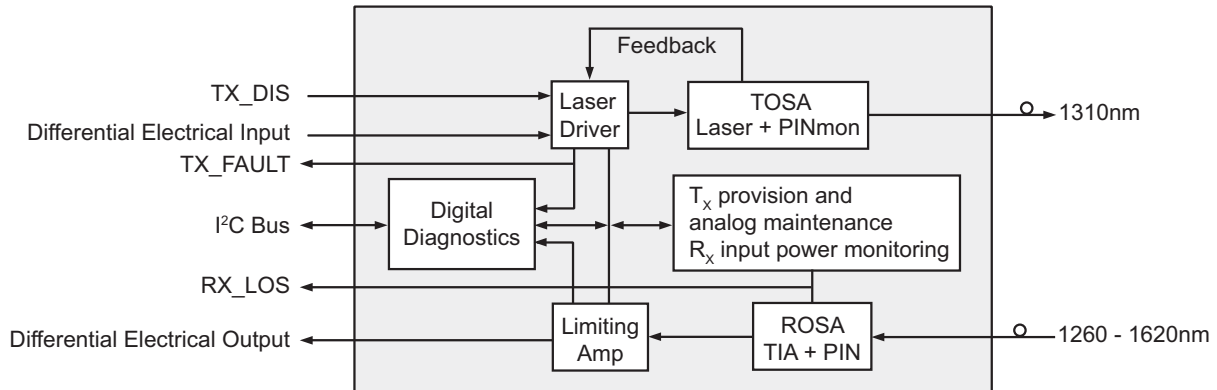 Feedback
TX_DIS
Laser
Driver
TOSA
Laser + PINmon
1310nm
Differential Electrical Input
TX_FAULT
I²C Bus
Digital
Diagnostics
Tₓ provision and
analog maintenance
Rₓ input power monitoring
RX_LOS
Differential Electrical Output
Limiting
Amp
ROSA
TIA + PIN
1260 - 1620nm